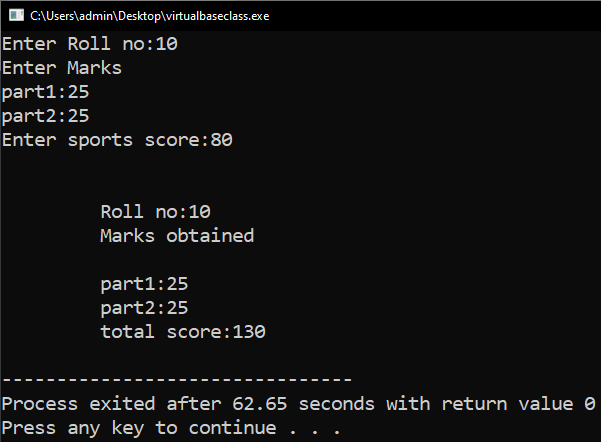 C:\Users\admin\Desktop\virtualbaseclass.exe
Enter Roll no:10
Enter Marks
part1:25
part2:25
Enter sports score:80
Roll no:10
Marks obtained
part1:25
part2:25
total score:130
--------------------------------
Process exited after 62.65 seconds with return value 0
Press any key to continue . . .